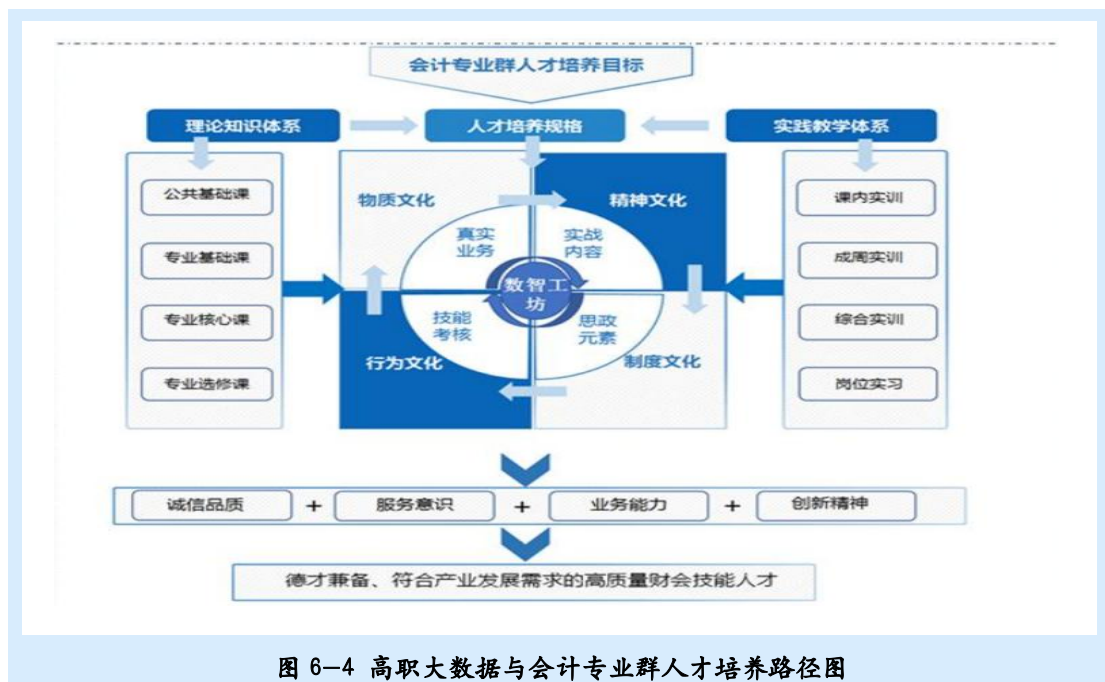 会计专业群人才培养目标
理论知识体系
人才培养规格
实践教学体系
公共基础课
专业基础课
专业核心课
专业选修课
物质文化
精神文化
真实
业务
实战
内容
数智工
坊
技能
考核
思政
元素
行为文化
制度文化
课内实训
成周实训
综合实训
岗位实习
诚信品质 + 服务意识 + 业务能力 + 创新精神
德才兼备、符合产业发展需求的高质量财会技能人才
图 6-4 高职大数据与会计专业群人才培养路径图